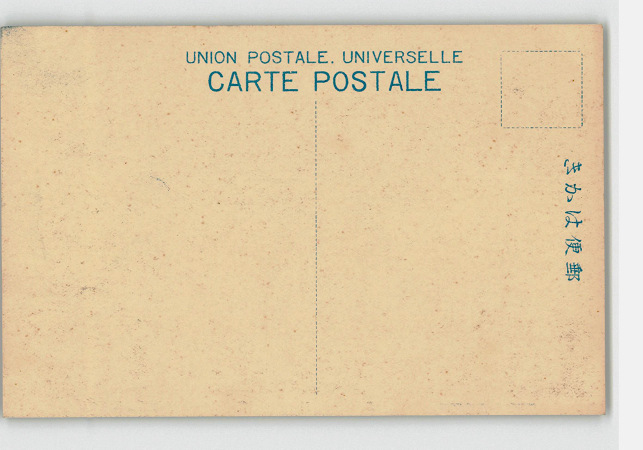 UNION POSTALE. UNIVERSELLE
CARTE POSTALE
きかは便郵